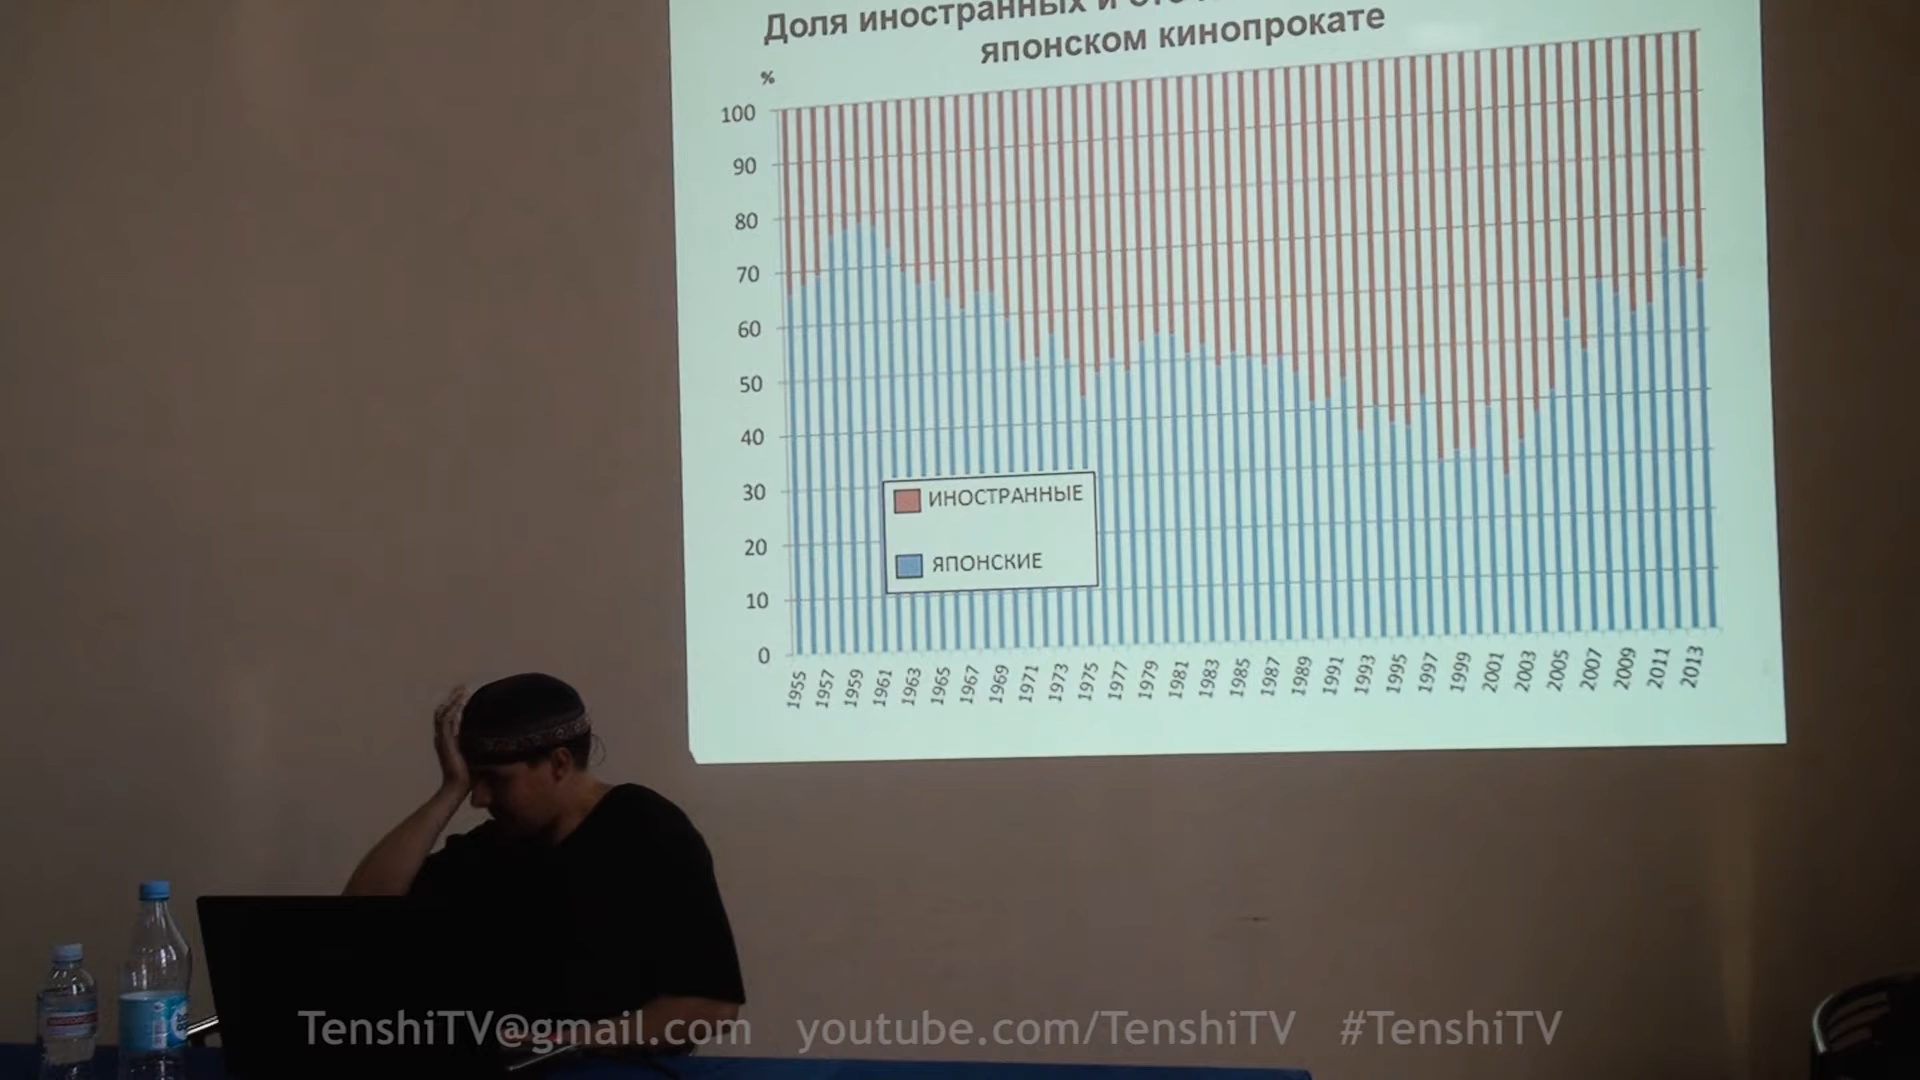 Доля иностранных и
японском кинопрокате
%
100
90
80
70
60
50
40
30
20
10
0
ИНОСТРАННЫЕ
ЯПОНСКИЕ
1955 1957 1959 1961 1963 1965 1967 1969 1971 1973 1975 1977 1979 1981 1983 1985 1987 1989 1991 1993 1995 1997 1999 2001 2003 2005 2007 2009 2011 2013
TenshiTV@gmail.com youtube.com/TenshiTV #TenshiTV